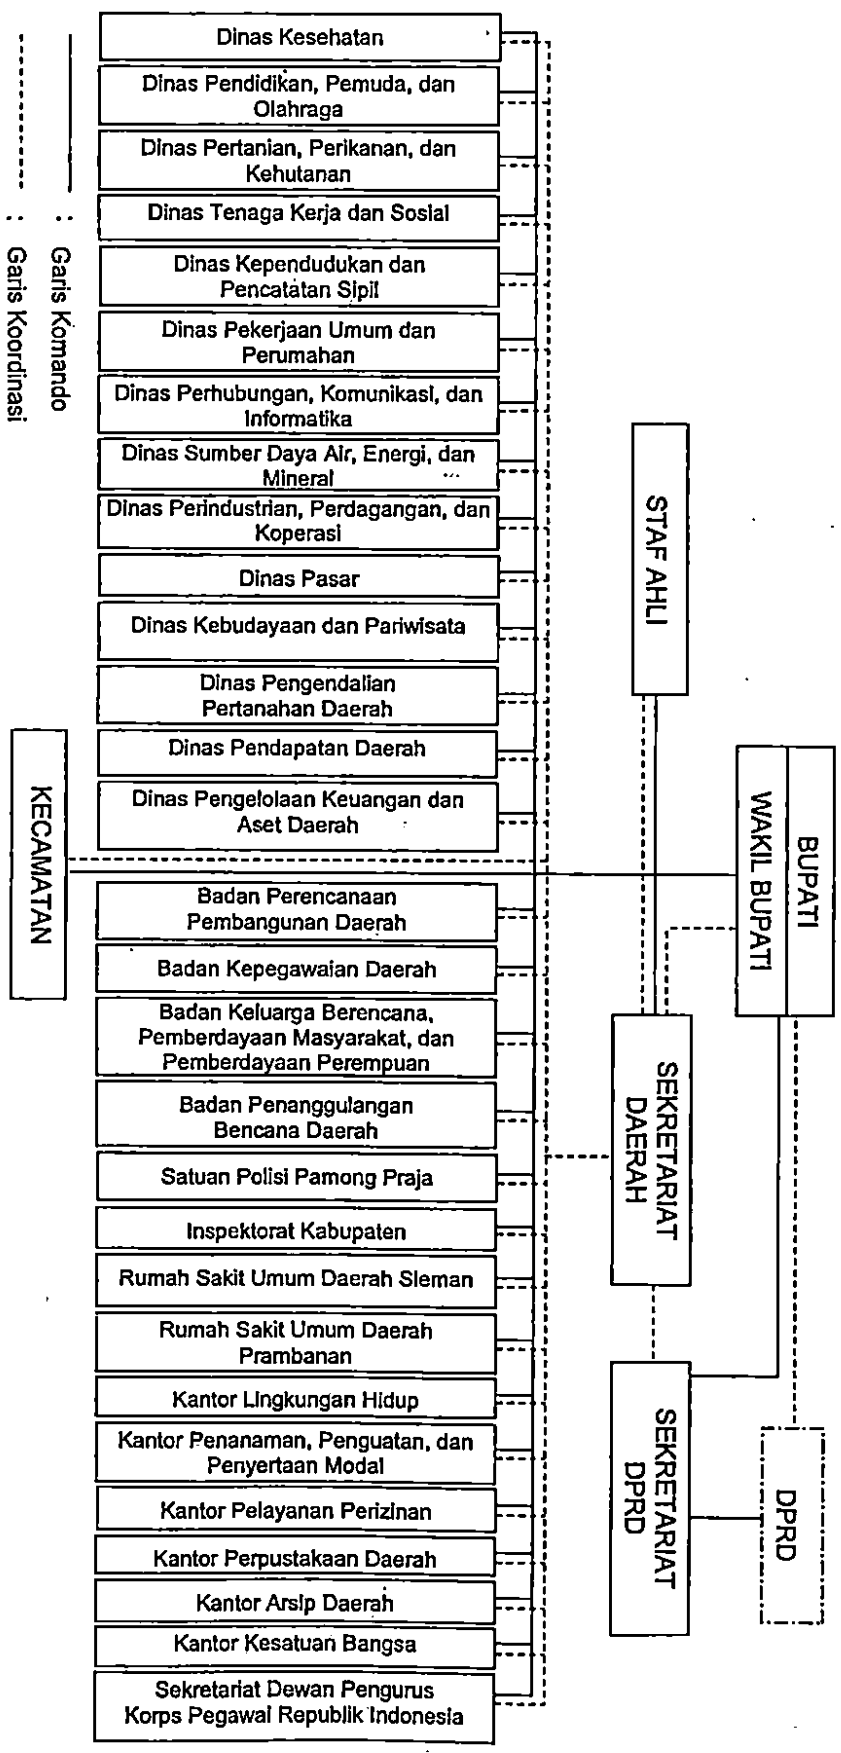 BUPATI
WAKIL BUPATI
DPRD
STAF AHLI
SEKRETARIAT
DAERAH
SEKRETARIAT
DPRD
Dinas Kesehatan
Dinas Pendidikan, Pemuda, dan
Olahraga
Dinas Pertanian, Perikanan, dan
Kehutanan
Dinas Tenaga Kerja dan Sosial
Dinas Kependudukan dan
Pencatatan Sipil
Dinas Pekerjaan Umum dan
Perumahan
Dinas Perhubungan, Komunikasi, dan
Informatika
Dinas Sumber Daya Air, Energi, dan
Mineral
Dinas Perindustrian, Perdagangan, dan
Koperasi
Dinas Pasar
Dinas Kebudayaan dan Pariwisata
Dinas Pengendalian
Pertanahan Daerah
Dinas Pendapatan Daerah
Dinas Pengelolaan Keuangan dan
Aset Daerah
Badan Perencanaan
Pembangunan Daerah
Badan Kepegawaian Daerah
Badan Keluarga Berencana,
Pemberdayaan Masyarakat, dan
Pemberdayaan Perempuan
Badan Penanggulangan
Bencana Daerah
Satuan Polisi Pamong Praja
Inspektorat Kabupaten
Rumah Sakit Umum Daerah Sleman
Rumah Sakit Umum Daerah
Prambanan
Kantor Lingkungan Hidup
Kantor Penanaman, Penguatan, dan
Penyertaan Modal
Kantor Pelayanan Perizinan
Kantor Perpustakaan Daerah
Kantor Arsip Daerah
Kantor Kesatuan Bangsa
Sekretariat Dewan Pengurus
Korps Pegawai Republik Indonesia
KECAMATAN
: Garis Komando
: Garis Koordinasi